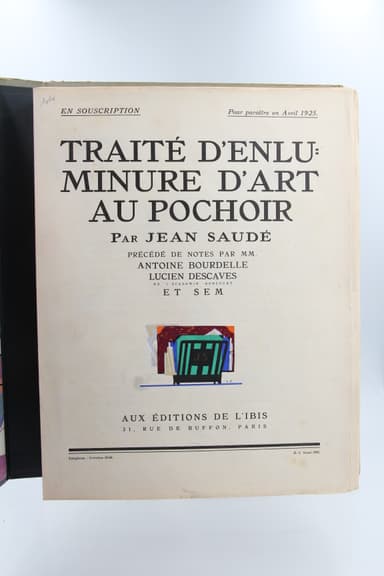 EN SOUSCRIPTION
Pour paraître en Avril 1925.
TRAITÉ D'ENLU=
MINURE D'ART
AU POCHOIR
PAR JEAN SAUDÉ
PRÉCÉDÉ DE NOTES PAR MM.
ANTOINE BOURDELLE
LUCIEN DESCAVES
DE L'ACADÉMIE GONCOURT
ET SEM
J S
AUX ÉDITIONS DE L'IBIS
21, RUE DE BUFFON, PARIS